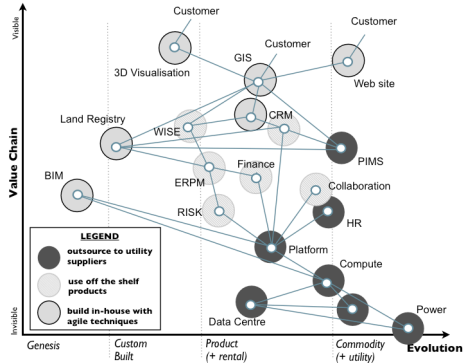 Customer
Customer
Customer
Visible
GIS
3D Visualisation
Web site
Land Registry
WISE
CRM
PIMS
Value Chain
BIM
ERPM
Finance
Collaboration
RISK
HR
LEGEND
outsource to utility
suppliers
use off the shelf
products
build in-house with
agile techniques
Platform
Compute
Data Centre
Power
Invisible
Genesis
Custom
Built
Product
(+ rental)
Commodity
(+ utility)
Evolution